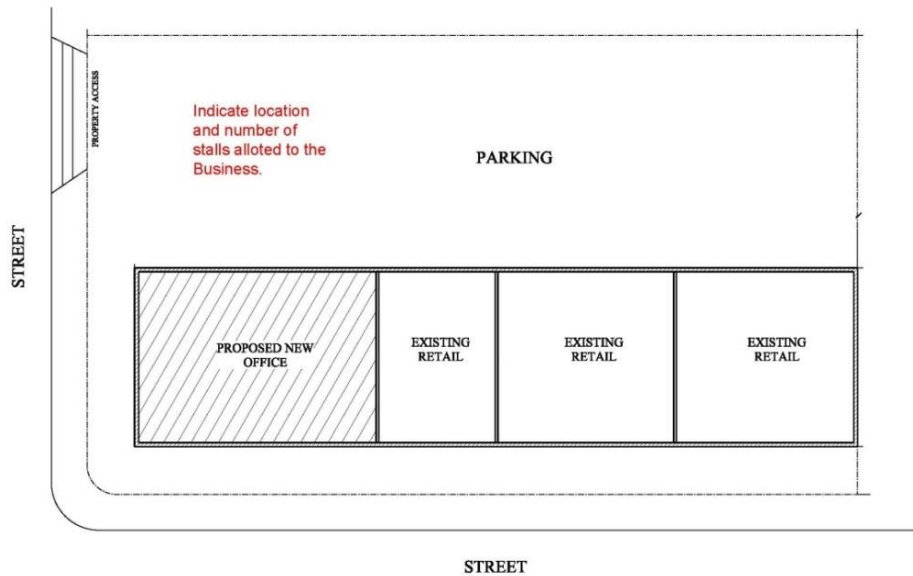 PROPERTY ACCESS
Indicate location
and number of
stalls alloted to the
Business.
PARKING
STREET
PROPOSED NEW
OFFICE
EXISTING
RETAIL
EXISTING
RETAIL
EXISTING
RETAIL
STREET